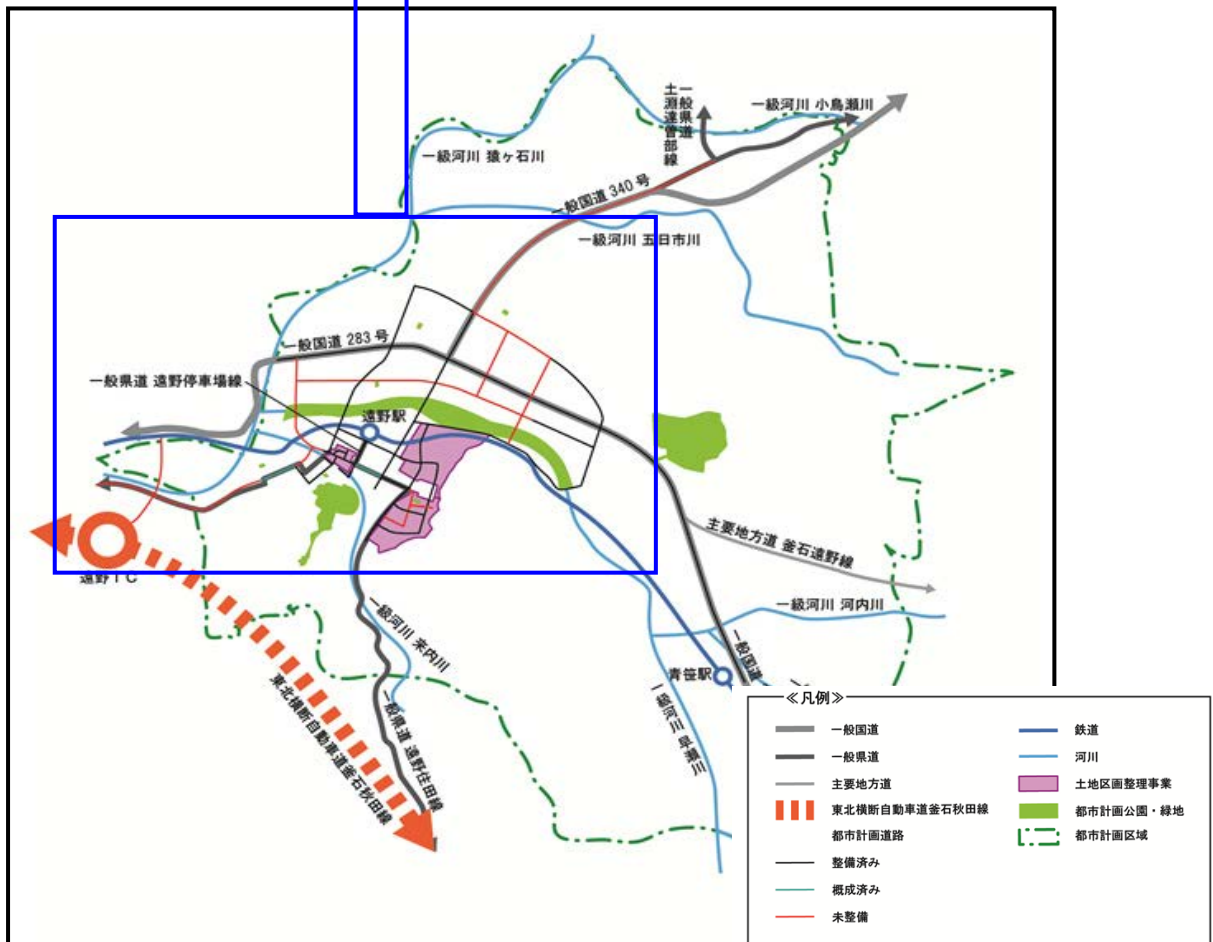 一級河川 小鳥瀬川
一般県道
土淵達曽部線
一級河川 猿ヶ石川
一般国道 340 号
一級河川 五日市川
一般国道 283 号
一般県道 遠野停車場線
遠野駅
主要地方道 釜石遠野線
遠野ＩＣ
一級河川 河内川
一級河川 来内川
一般国道
青笹駅
東北横断自動車道釜石秋田線
一般県道 遠野住田線
一級河川 早瀬川
≪凡例≫
一般国道
一般県道
主要地方道
東北横断自動車道釜石秋田線
都市計画道路
整備済み
概成済み
未整備
鉄道
河川
土地区画整理事業
都市計画公園・緑地
都市計画区域